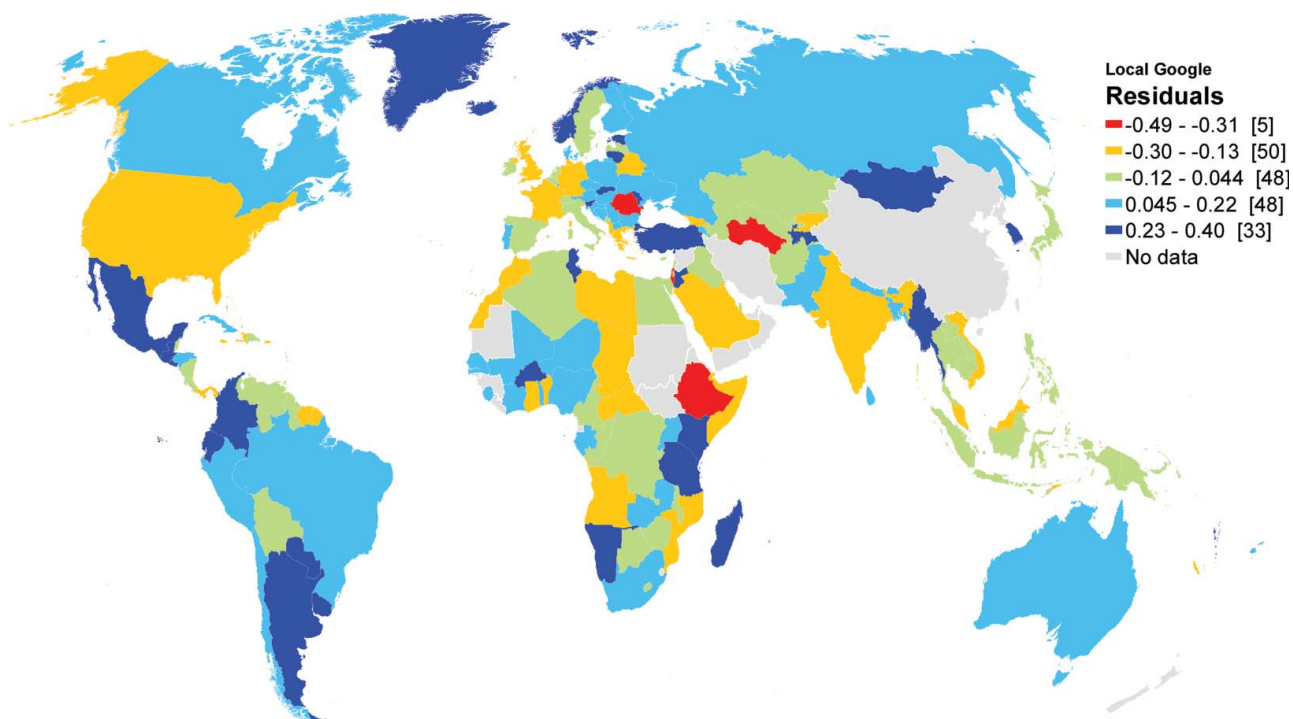 Local Google
Residuals
-0.49 - -0.31 [5]
-0.30 - -0.13 [50]
-0.12 - 0.044 [48]
0.045 - 0.22 [48]
0.23 - 0.40 [33]
No data